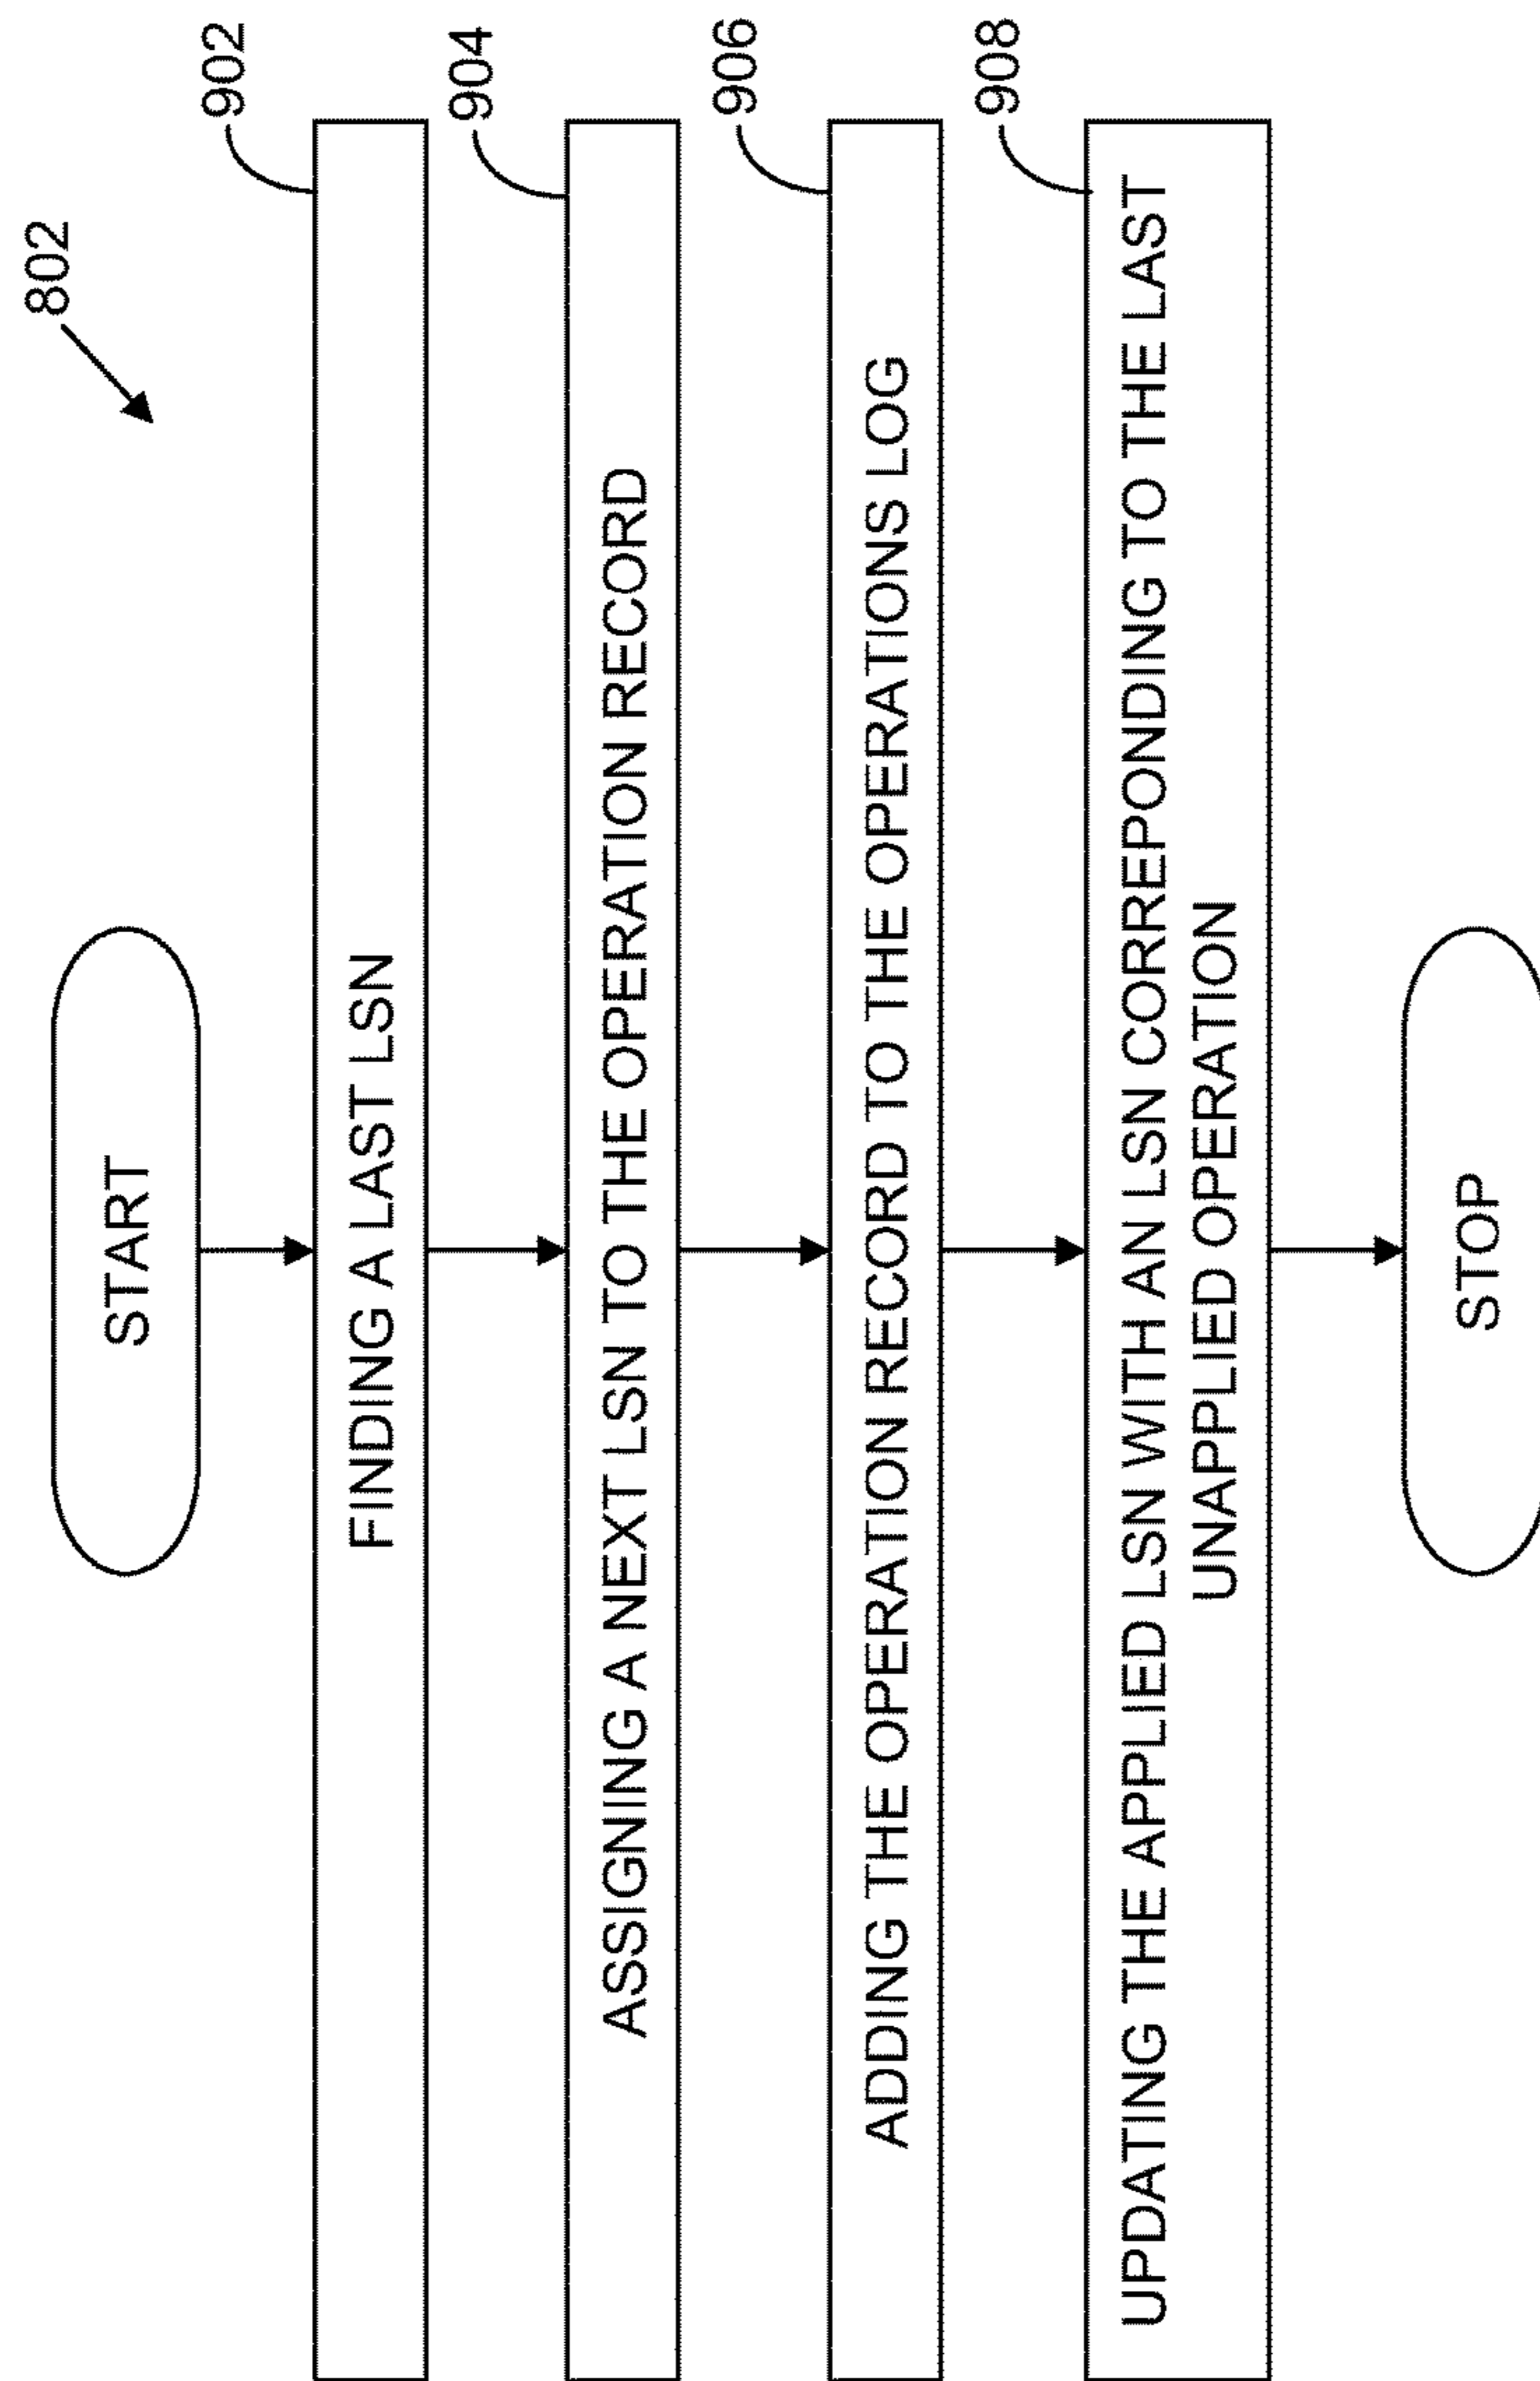 802
START
902
FINDING A LAST LSN
904
ASSIGNING A NEXT LSN TO THE OPERATION RECORD
906
ADDING THE OPERATION RECORD TO THE OPERATIONS LOG
908
UPDATING THE APPLIED LSN WITH AN LSN CORREPONDING TO THE LAST
UNAPPLIED OPERATION
STOP